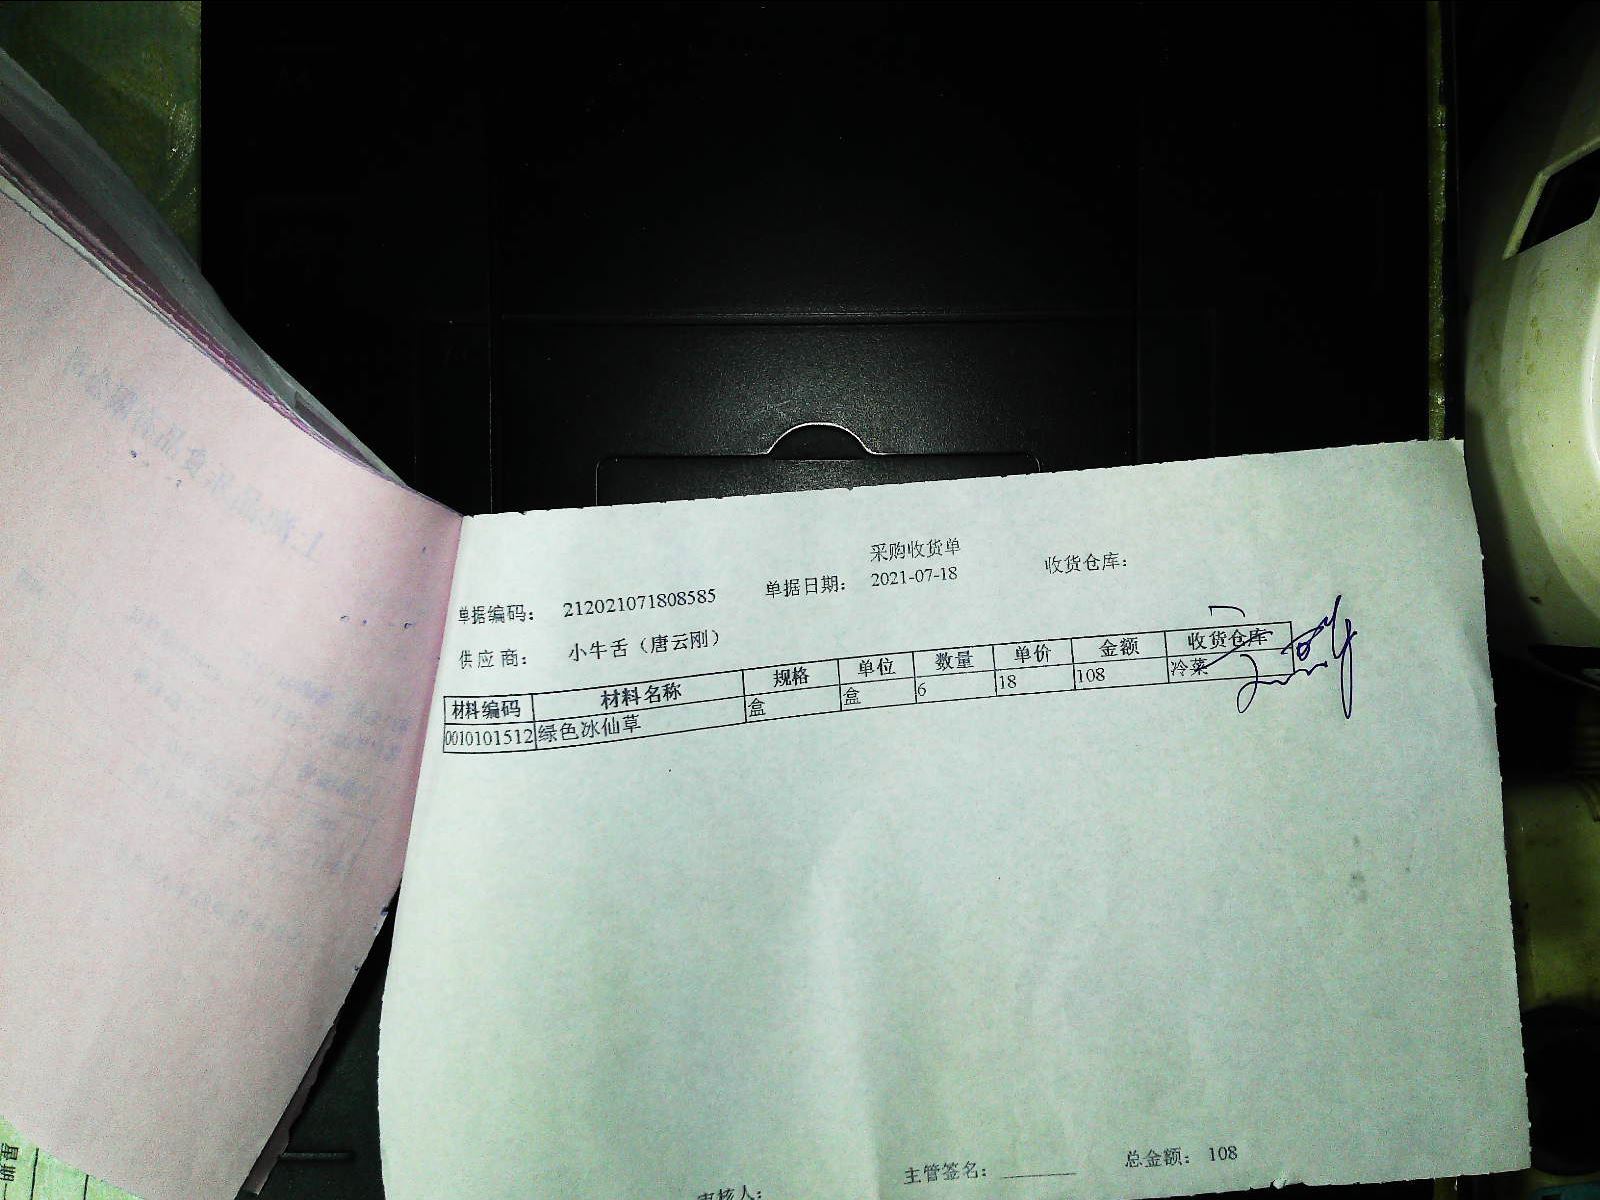 采购收货单
单据编码： 212021071808585 单据日期： 2021-07-18 收货仓库：
供应商： 小牛舌（唐云刚）
材料编码 材料名称 规格 单位 数量 单价 金额 收货仓库
0010101512 绿色冰仙草 盒 盒 6 18 108 冷菜
主管签名： 总金额： 108
审核人：